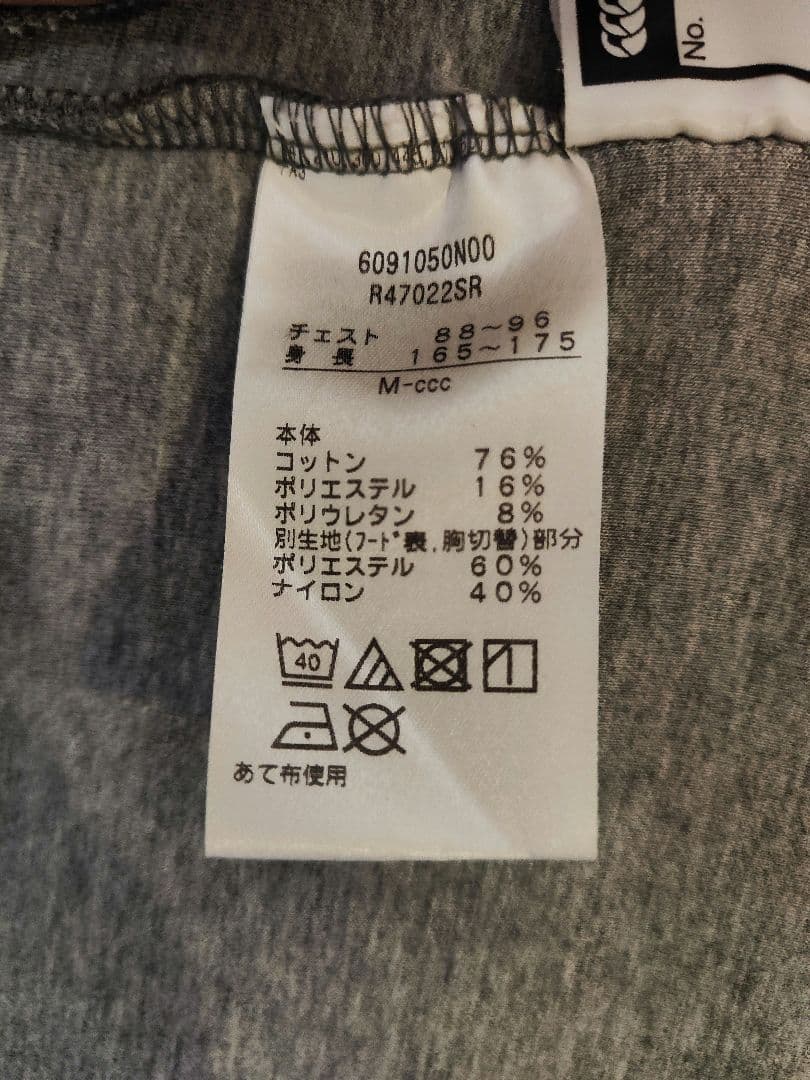 No.
6091050N00
R47022SR
チェスト 88～96
身長 165～175
M-ccc
本体
コットン 76%
ポリエステル 16%
ポリウレタン 8%
別生地(ﾌｰﾄﾞ表,胸切替)部分
ポリエステル 60%
ナイロン 40%
40
あて布使用